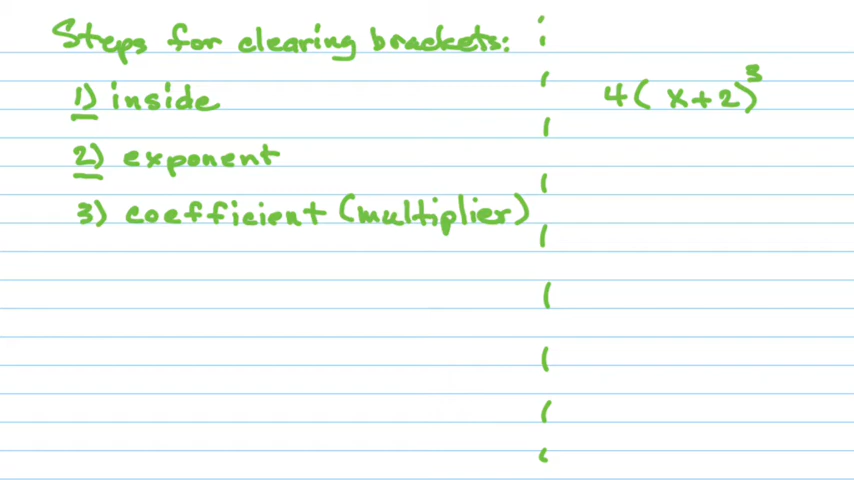 Steps for clearing brackets:
1) inside
2) exponent
3) coefficient (multiplier)
4( x+2)³